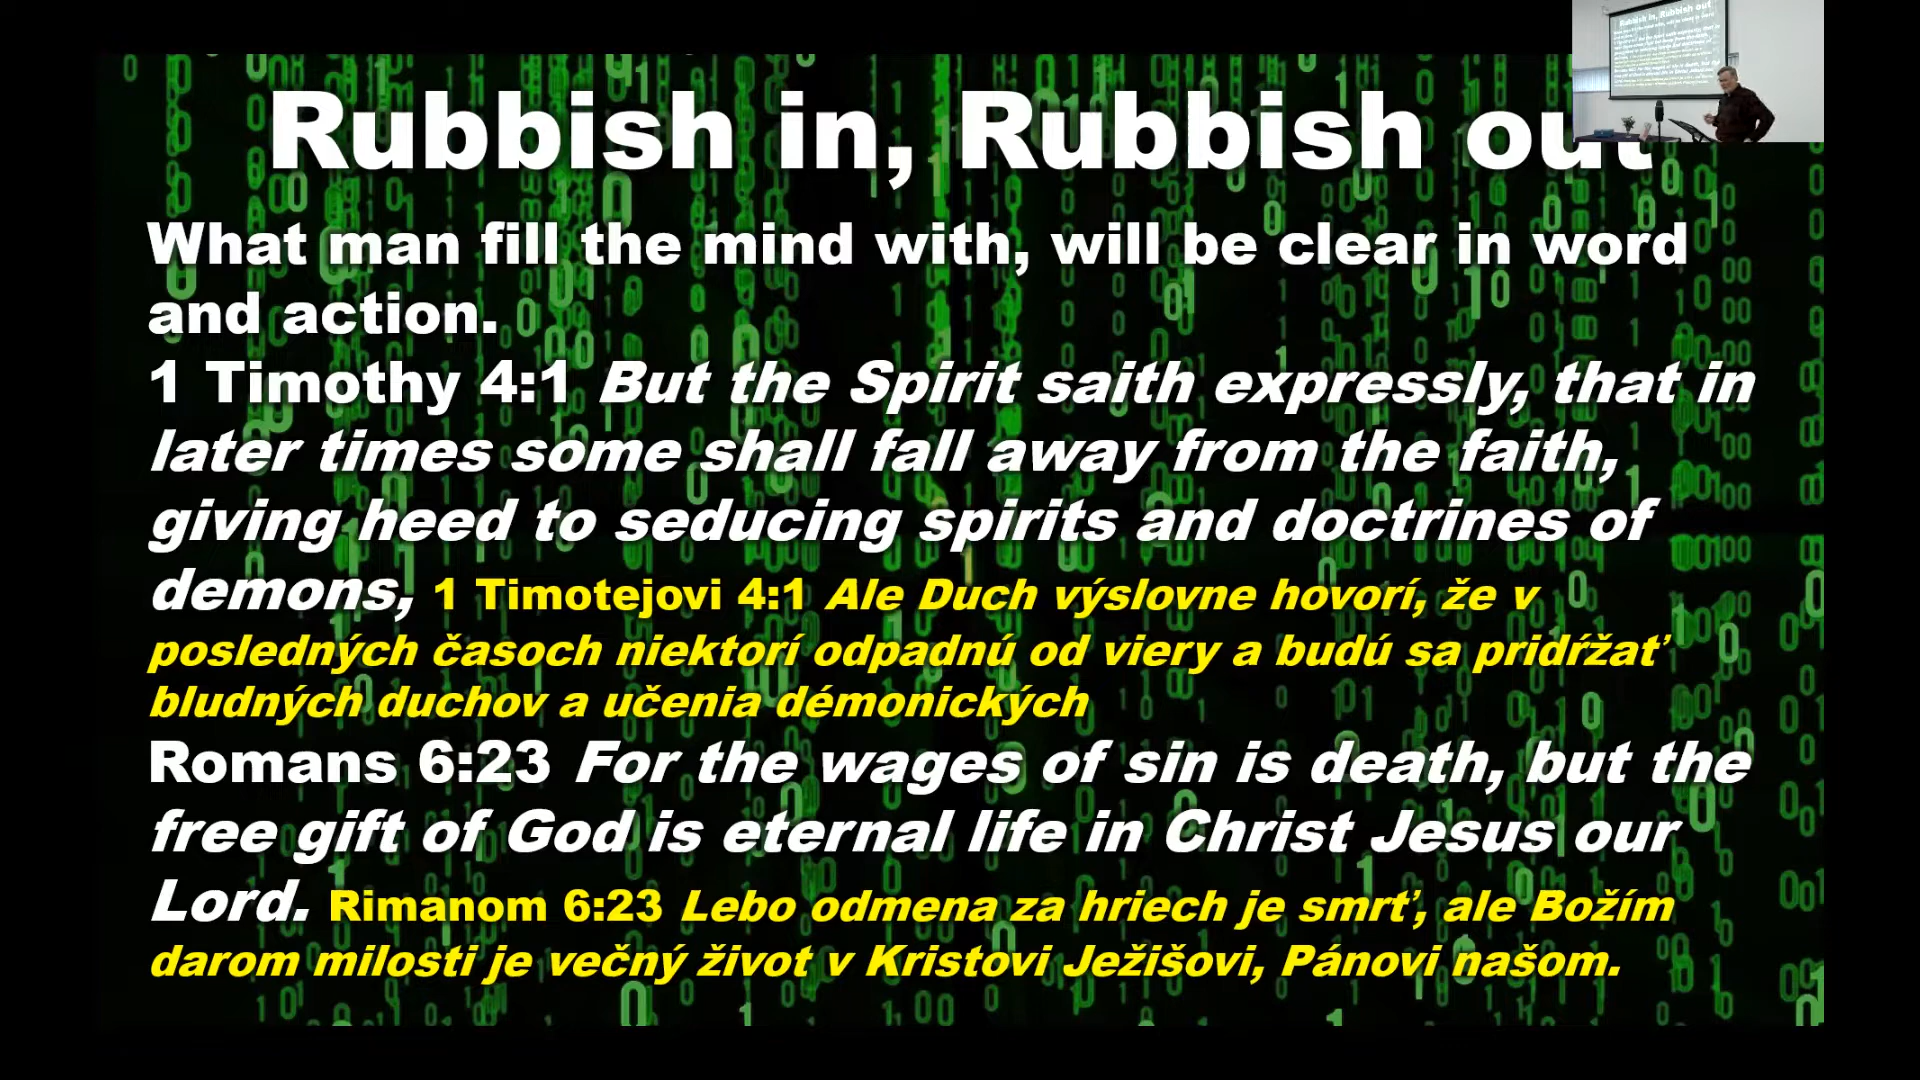 Rubbish in, Rubbish out
What man fill the mind with, will be clear in word
and action.
1 Timothy 4:1 But the Spirit saith expressly, that in
later times some shall fall away from the faith,
giving heed to seducing spirits and doctrines of
demons, 1 Timotejovi 4:1 Ale Duch výslovne hovorí, že v
posledných časoch niektorí odpadnú od viery a budú sa pridŕžať
bludných duchov a učenia démonických
Romans 6:23 For the wages of sin is death, but the
free gift of God is eternal life in Christ Jesus our
Lord. Rimanom 6:23 Lebo odmena za hriech je smrť, ale Božím
darom milosti je večný život v Kristovi Ježišovi, Pánovi našom.